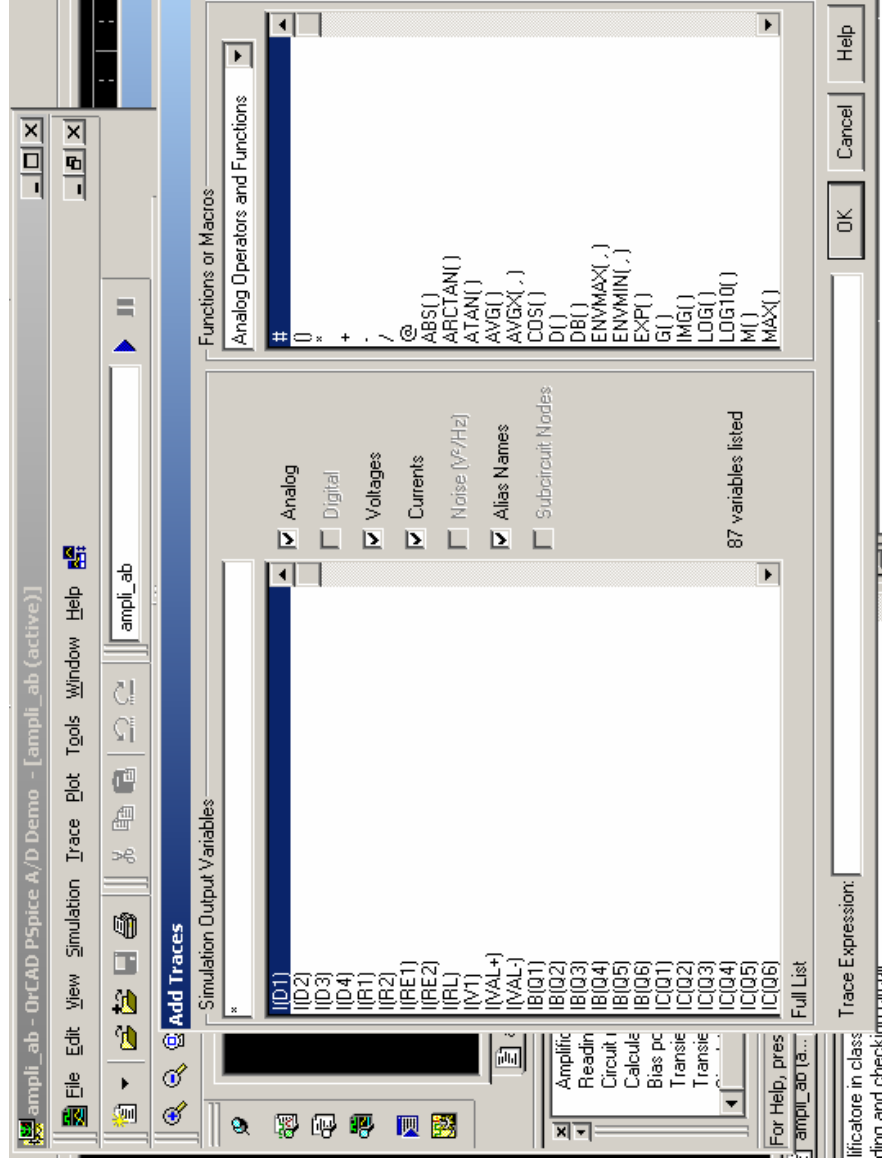 ampli_ab - OrCAD PSpice A/D Demo - [ampli_ab (active)]
File Edit View Simulation Trace Plot Tools Window Help
ampli_ab
Add Traces
Simulation Output Variables
*
I(D1)
I(D2)
I(D3)
I(D4)
I(R1)
I(R2)
I(RE1)
I(RE2)
I(RL)
I(V1)
I(VAL+)
I(VAL-)
IB(Q1)
IB(Q2)
IB(Q3)
IB(Q4)
IB(Q5)
IB(Q6)
IC(Q1)
IC(Q2)
IC(Q3)
IC(Q4)
IC(Q5)
IC(Q6)
Analog
Digital
Voltages
Currents
Noise (V²/Hz)
Alias Names
Subcircuit Nodes
87 variables listed
Full List
Functions or Macros
Analog Operators and Functions
#
()
*
+
-
/
@
ABS()
ARCTAN()
ATAN()
AVG()
AVGX(,)
COS()
D()
DB()
ENVMAX(,)
ENVMIN(,)
EXP()
G()
IMG()
LOG()
LOG10()
M()
MAX()
Trace Expression:
OK Cancel Help
Amplific
Readin
Circuit
Calcula
Bias po
Transie
Transie
For Help, pres
ampli_ab (a...
lificatore in class